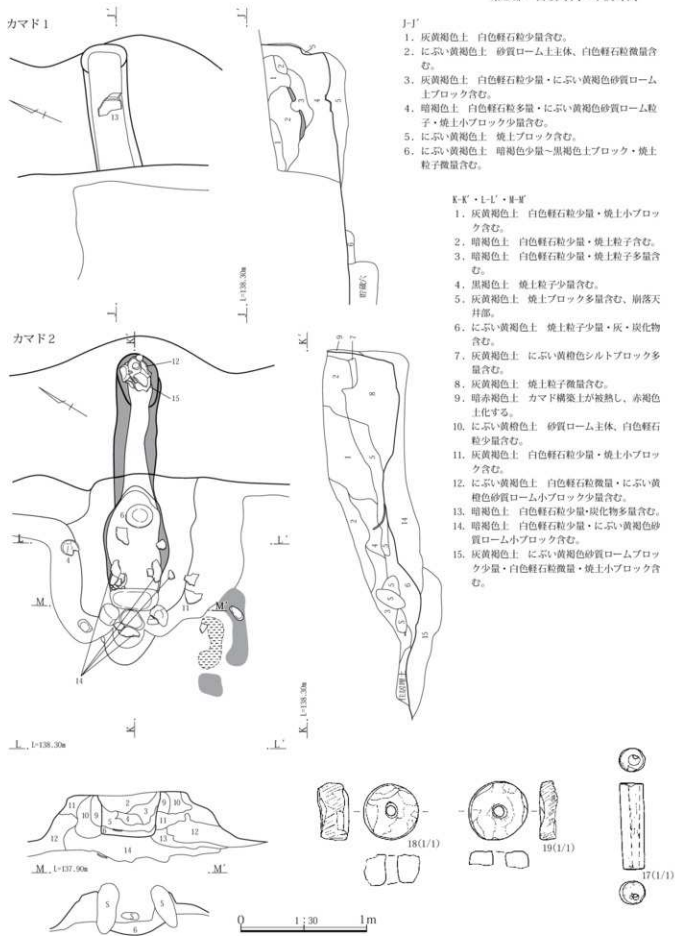 カマド1
J
J´
13
J
J´
L=138.30m
貯蔵穴
J-J´
1. 灰黄褐色土 白色軽石粒少量含む。
2. にぶい黄褐色土 砂質ローム土主体、白色軽石粒微量含
む。
3. 灰黄褐色土 白色軽石粒少量・にぶい黄褐色砂質ローム
土ブロック含む。
4. 暗褐色土 白色軽石粒多量・にぶい黄褐色砂質ローム粒
子・焼土小ブロック少量含む。
5. にぶい黄褐色土 焼土ブロック含む。
6. にぶい黄褐色土 暗褐色少量~黒褐色土ブロック・焼土
粒子微量含む。
K-K´・L-L´・M-M´
1. 灰黄褐色土 白色軽石粒少量・焼土小ブロッ
ク含む。
2. 暗褐色土 白色軽石粒少量・焼土粒子含む。
3. 暗褐色土 白色軽石粒少量・焼土粒子多量含
む。
4. 黒褐色土 焼土粒子少量含む。
5. 灰黄褐色土 焼土ブロック多量含む、崩落天
井部。
6. にぶい黄褐色土 焼土粒子少量・灰・炭化物
含む。
7. 灰黄褐色土 にぶい黄橙色シルトブロック多
量含む。
8. 灰黄褐色土 焼土粒子微量含む。
9. 暗赤褐色土 カマド構築土が被熱し、赤褐色
土化する。
10. にぶい黄橙色土 砂質ローム主体、白色軽石
粒少量含む。
11. 灰黄褐色土 白色軽石粒少量・焼土小ブロッ
ク含む。
12. にぶい黄褐色土 白色軽石粒微量・にぶい黄
橙色砂質ローム小ブロック少量含む。
13. 暗褐色土 白色軽石粒少量・炭化物多量含む。
14. 暗褐色土 白色軽石粒少量・にぶい黄褐色砂
質ローム小ブロック含む。
15. 灰黄褐色土 にぶい黄褐色砂質ロームブロッ
ク少量・白色軽石粒微量・焼土小ブロック含
む。
カマド2
K´
12
15
6
L
L´
4
M
M´
11
14
K
K´
9 7
2
8
1
5
14
15
住居埋土
K
L=138.30m
L L=138.30m
L´
M L=137.90m
M´
0 1:30 1m
18(1/1)
19(1/1)
17(1/1)